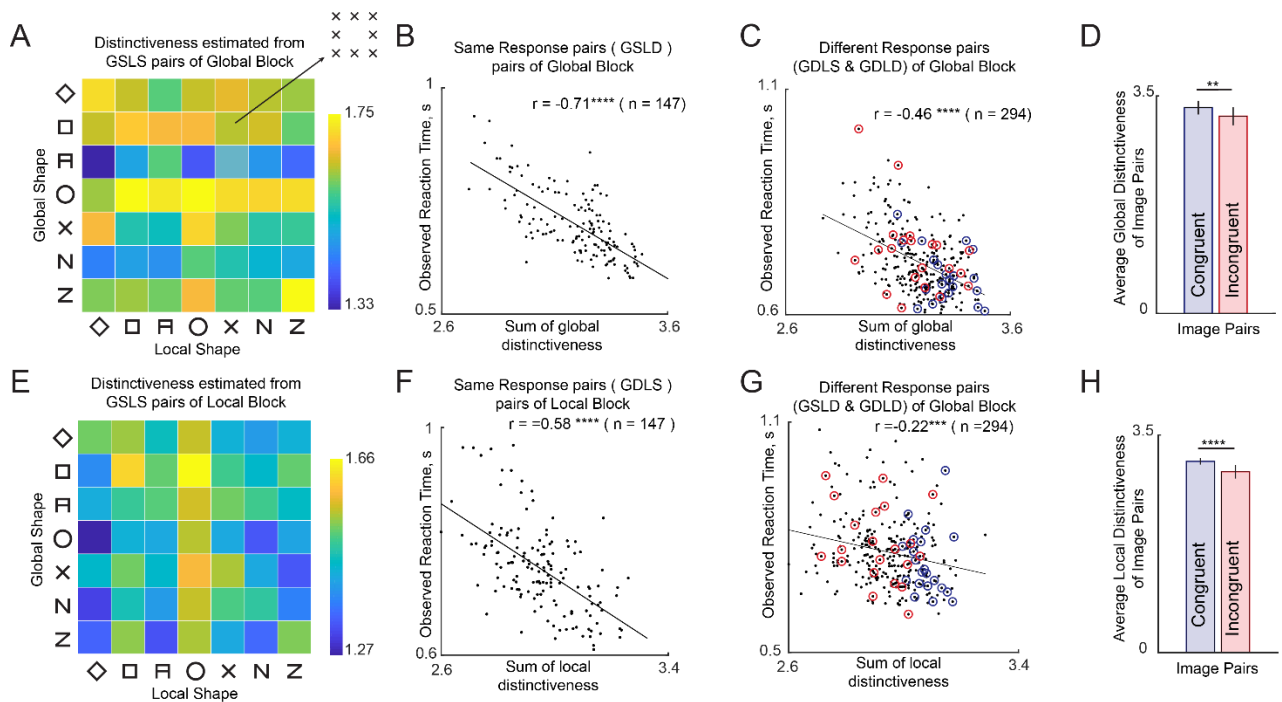 A
Distinctiveness estimated from
GSLS pairs of Global Block
Global Shape
N
Z
1.75
1.33
N Z
Local Shape
B
Same Response pairs ( GSLD )
pairs of Global Block
r = -0.71**** ( n = 147)
Observed Reaction Time, s
1
0.5
2.6
3.6
Sum of global
distinctiveness
C
Different Response pairs
(GDLS & GDLD) of Global Block
r = -0.46 **** ( n = 294)
Observed Reaction Time, s
1.1
0.6
2.6
3.6
Sum of global
distinctiveness
D
Average Global Distinctiveness
of Image Pairs
3.5
0
**
Congruent
Incongruent
Image Pairs
E
Distinctiveness estimated from
GSLS pairs of Local Block
Global Shape
N
Z
1.66
1.27
N Z
Local Shape
F
Same Response pairs ( GDLS )
pairs of Local Block
r = =0.58 **** ( n = 147 )
Observed Reaction Time, s
1
0.6
2.6
3.4
Sum of local
distinctiveness
G
Different Response pairs
(GSLD & GDLD) of Global Block
r=-0.22*** ( n =294)
Observed Reaction Time, s
1.1
0.5
2.6
3.4
Sum of local
distinctiveness
H
Average Local Distinctiveness
of Image Pairs
3.5
0
****
Congruent
Incongruent
Image Pairs